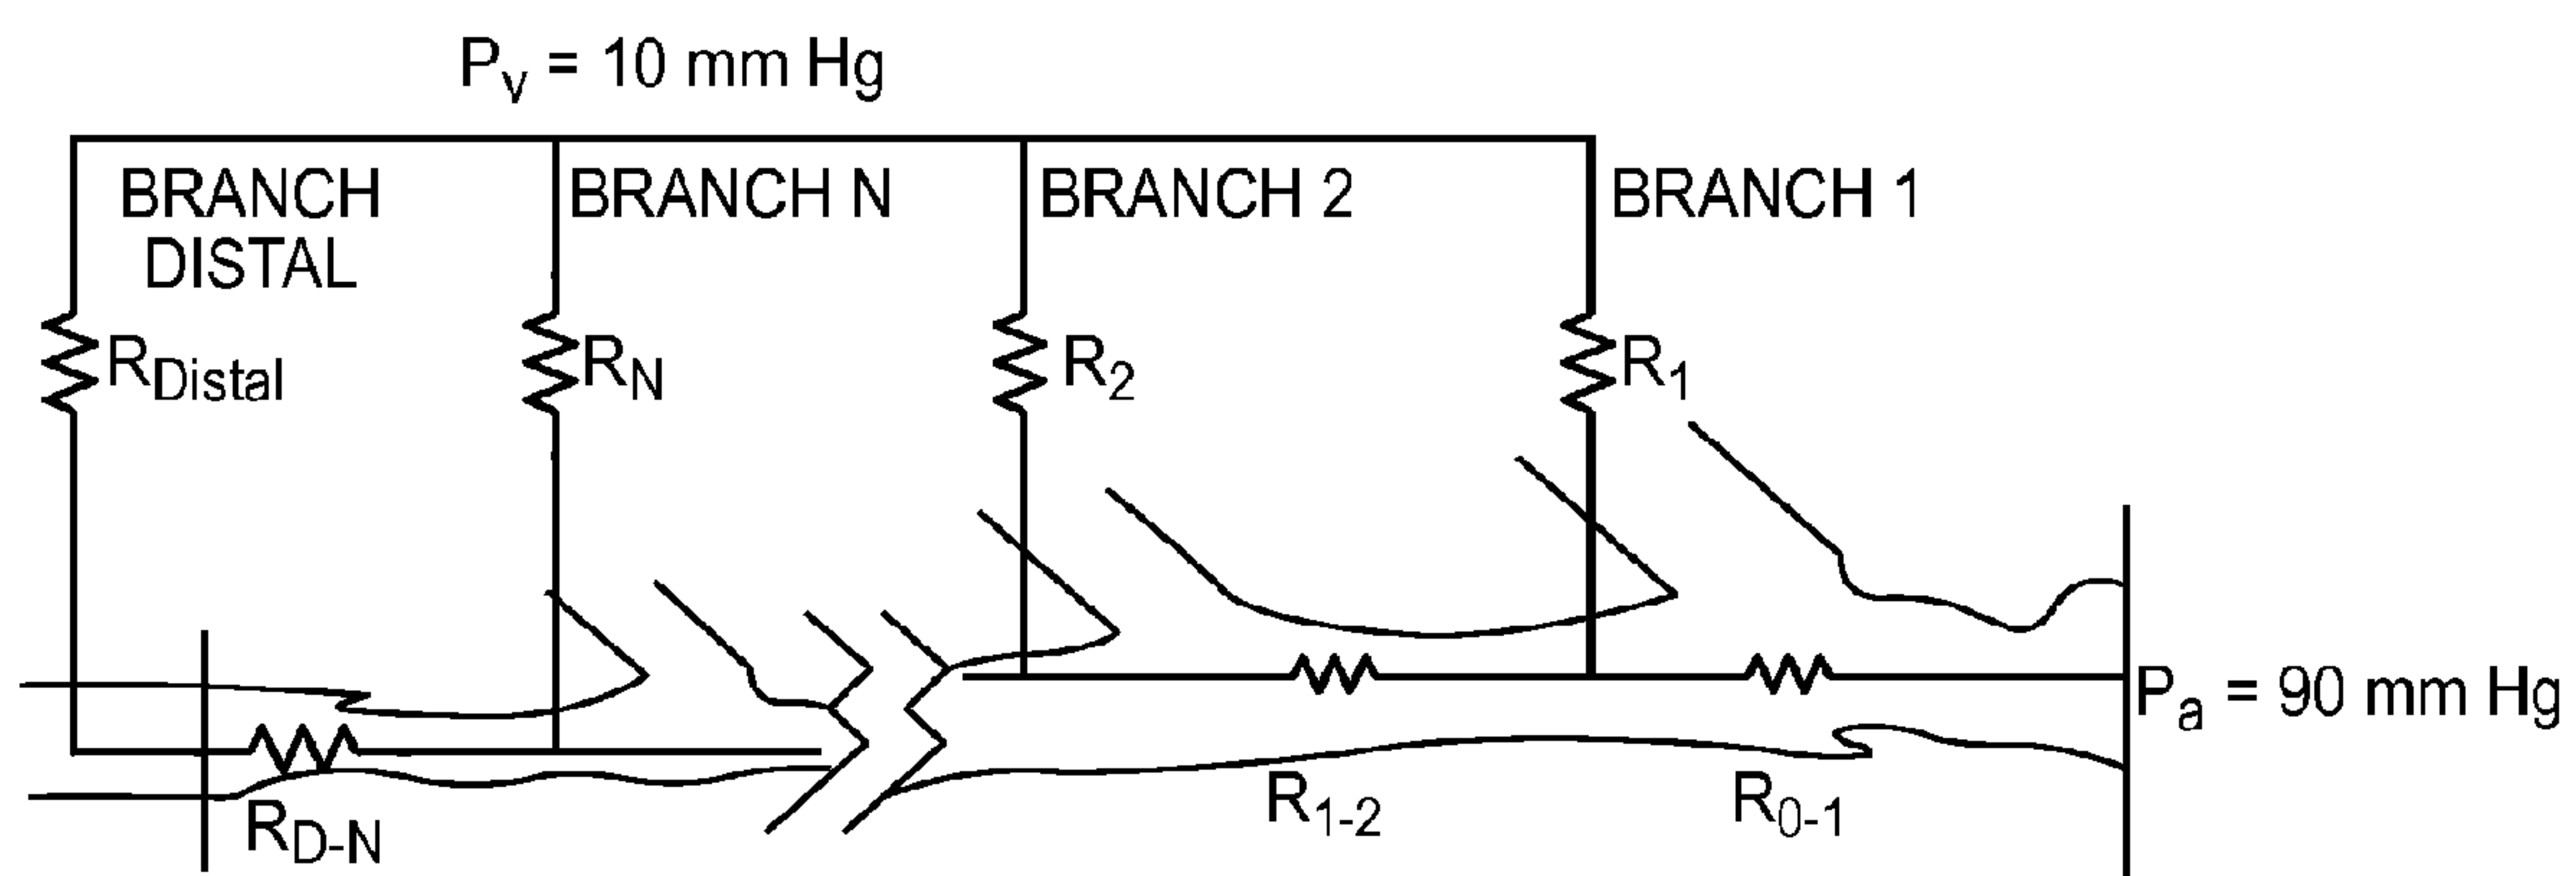 Pv = 10 mm Hg
BRANCH DISTAL
BRANCH N
BRANCH 2
BRANCH 1
RDistal
RN
R2
R1
Pa = 90 mm Hg
RD-N
R1-2
R0-1